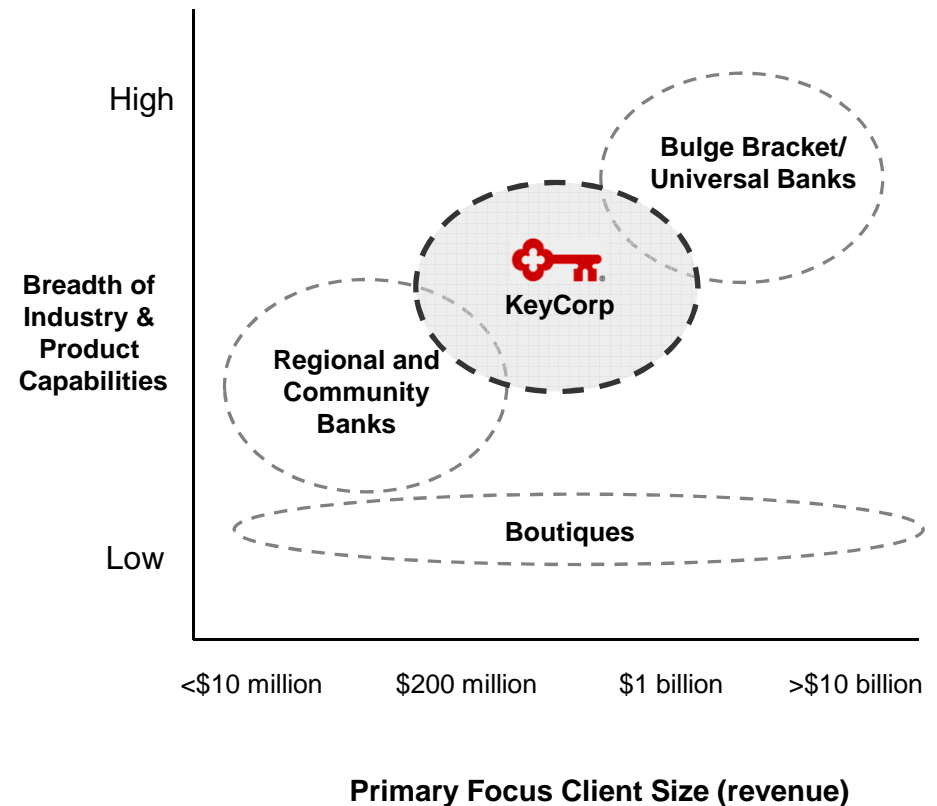 High
Bulge Bracket/
Universal Banks
Breadth of
Industry &
Product
Capabilities
®
KeyCorp
Regional and
Community
Banks
Boutiques
Low
<$10 million
$200 million
$1 billion
>$10 billion
Primary Focus Client Size (revenue)